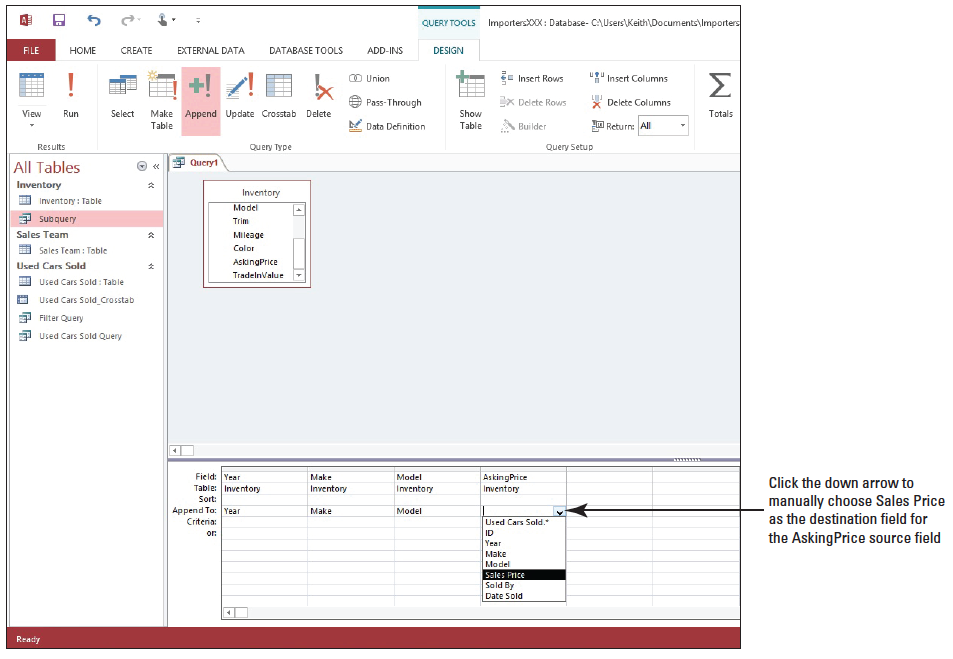 QUERY TOOLS
ImportersXXX : Database- C:\Users\Keith\Documents\Importers
FILE HOME CREATE EXTERNAL DATA DATABASE TOOLS ADD-INS DESIGN
View
Run
Results
Select
Make Table
Append
Update
Crosstab
Delete
Union
Pass-Through
Data Definition
Query Type
Show Table
Insert Rows
Delete Rows
Builder
Insert Columns
Delete Columns
Return: All
Query Setup
Totals
All Tables
Inventory
Inventory : Table
Subquery
Sales Team
Sales Team : Table
Used Cars Sold
Used Cars Sold : Table
Used Cars Sold_Crosstab
Filter Query
Used Cars Sold Query
Query1
Inventory
Model
Trim
Mileage
Color
AskingPrice
TradeInValue
Field: Year Make Model AskingPrice
Table: Inventory Inventory Inventory Inventory
Sort:
Append To: Year Make Model
Criteria:
or:
Used Cars Sold.*
ID
Year
Make
Model
Sales Price
Sold By
Date Sold
Click the down arrow to
manually choose Sales Price
as the destination field for
the AskingPrice source field
Ready